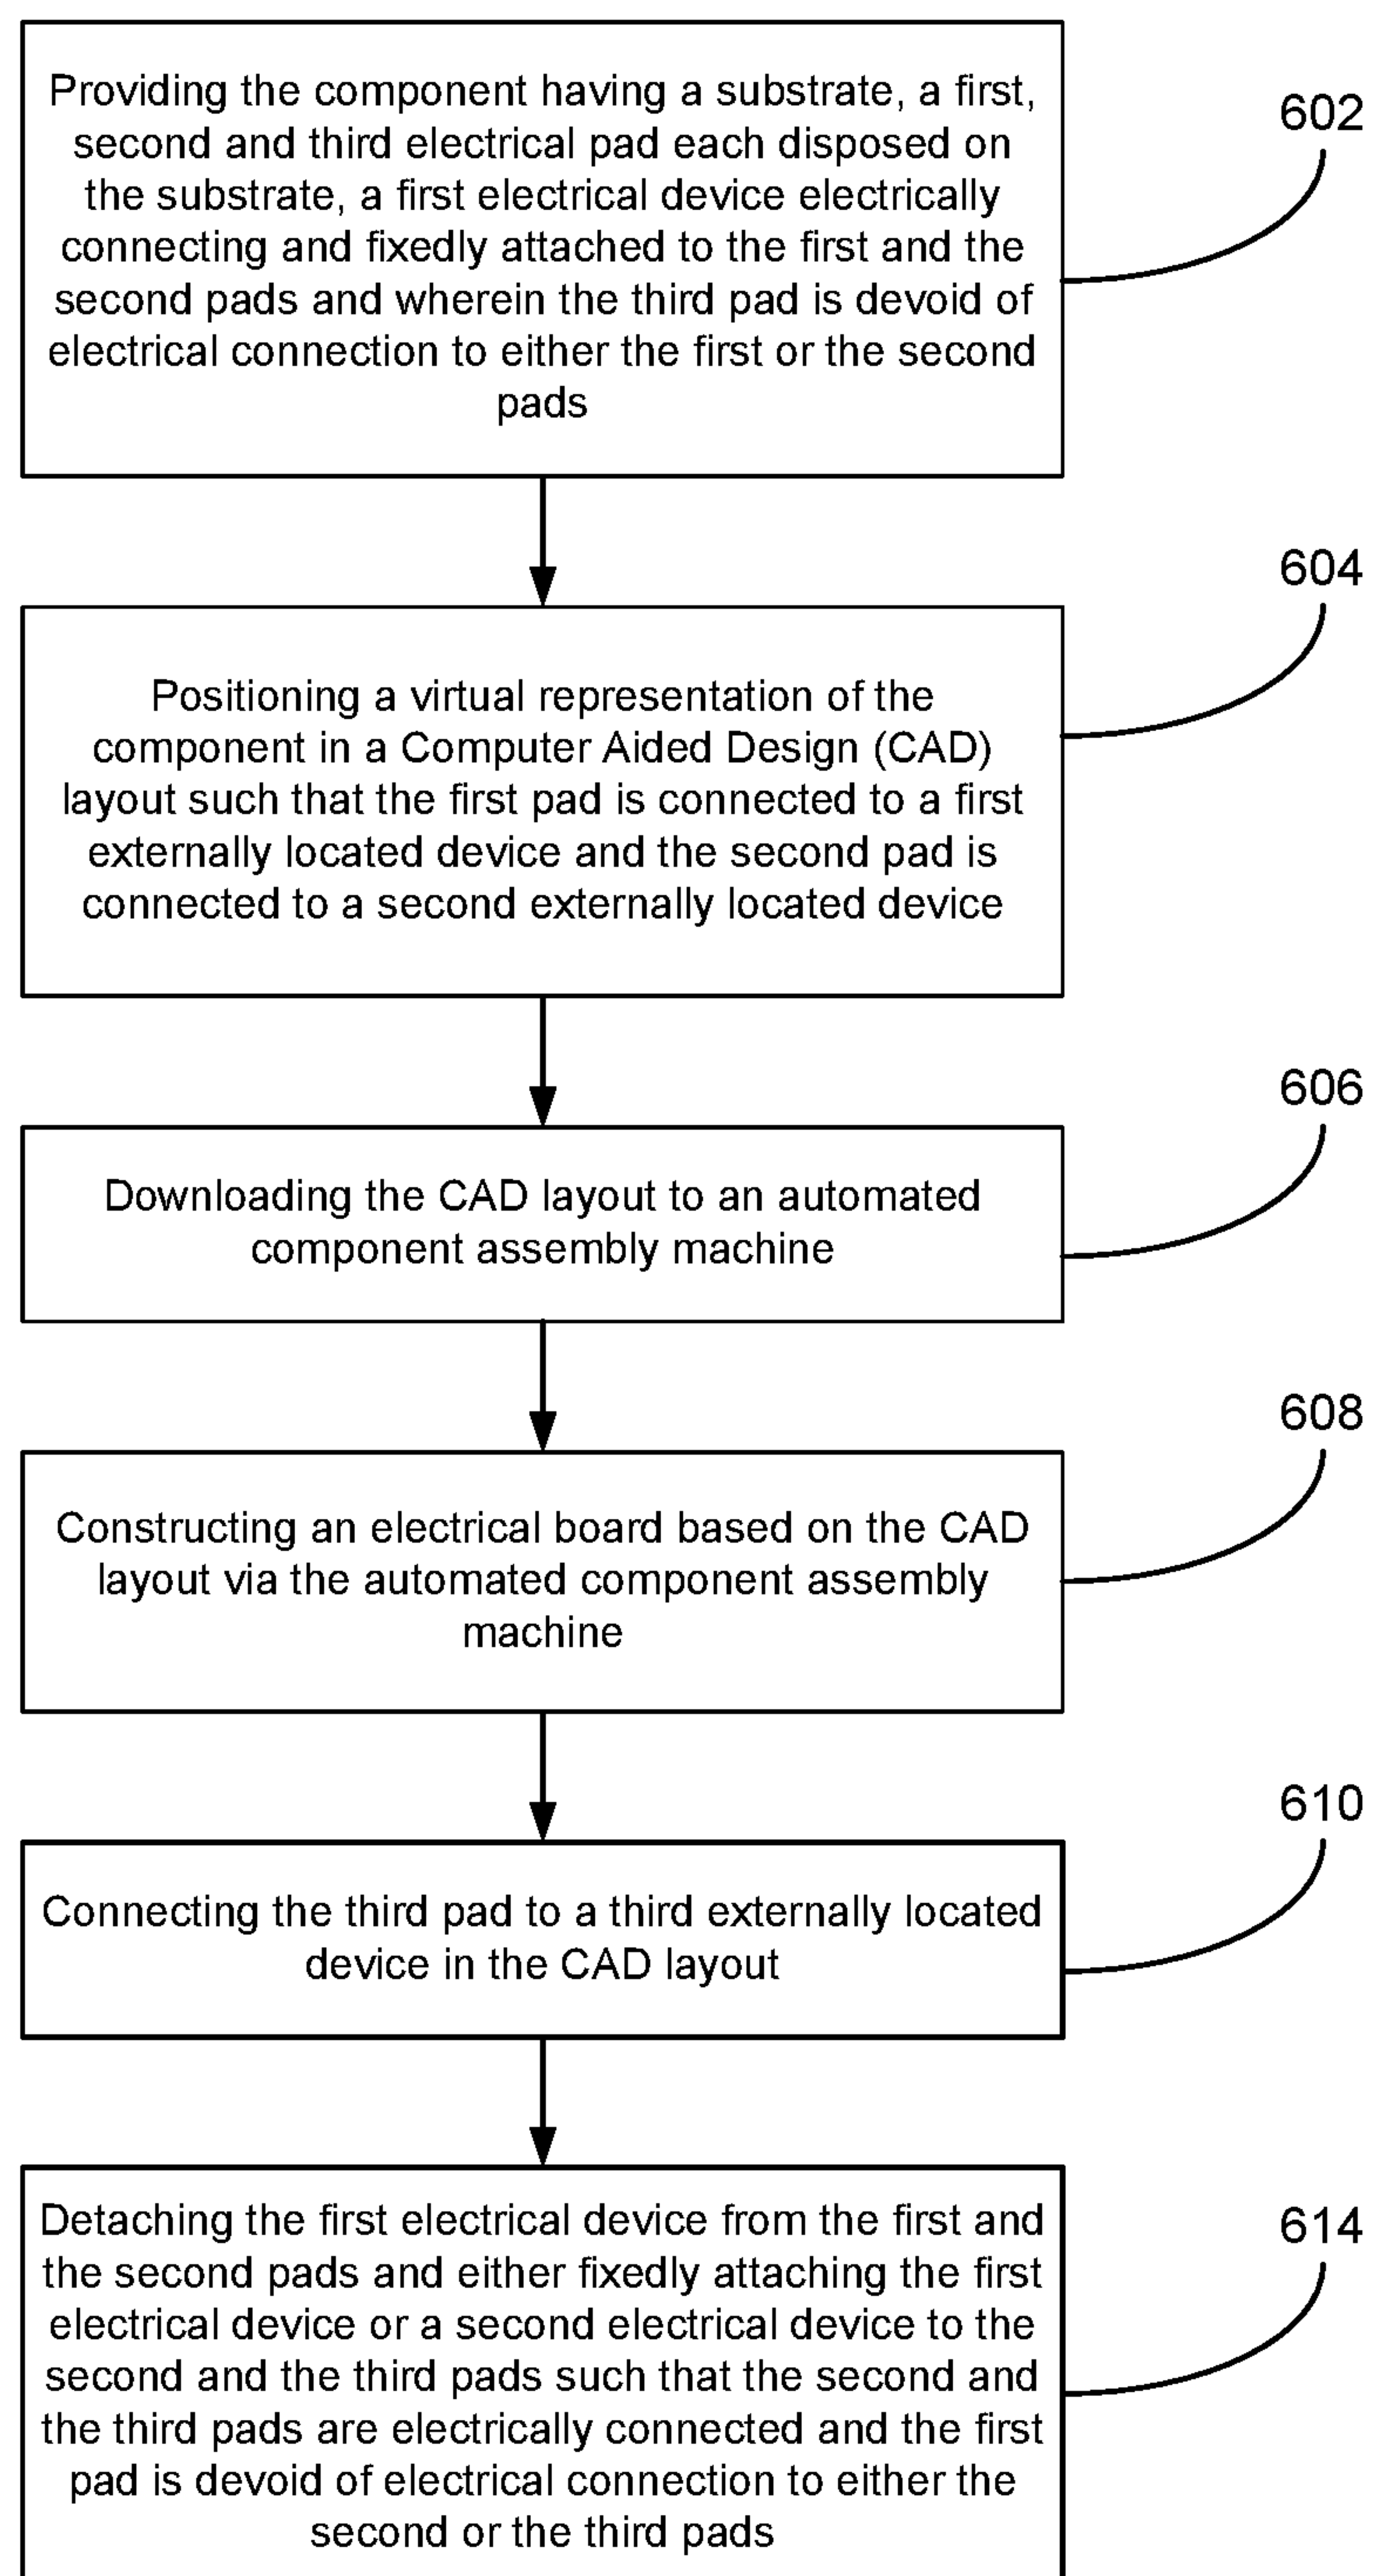 Providing the component having a substrate, a first,
second and third electrical pad each disposed on
the substrate, a first electrical device electrically
connecting and fixedly attached to the first and the
second pads and wherein the third pad is devoid of
electrical connection to either the first or the second
pads
602
Positioning a virtual representation of the
component in a Computer Aided Design (CAD)
layout such that the first pad is connected to a first
externally located device and the second pad is
connected to a second externally located device
604
Downloading the CAD layout to an automated
component assembly machine
606
Constructing an electrical board based on the CAD
layout via the automated component assembly
machine
608
Connecting the third pad to a third externally located
device in the CAD layout
610
Detaching the first electrical device from the first and
the second pads and either fixedly attaching the first
electrical device or a second electrical device to the
second and the third pads such that the second and
the third pads are electrically connected and the first
pad is devoid of electrical connection to either the
second or the third pads
614